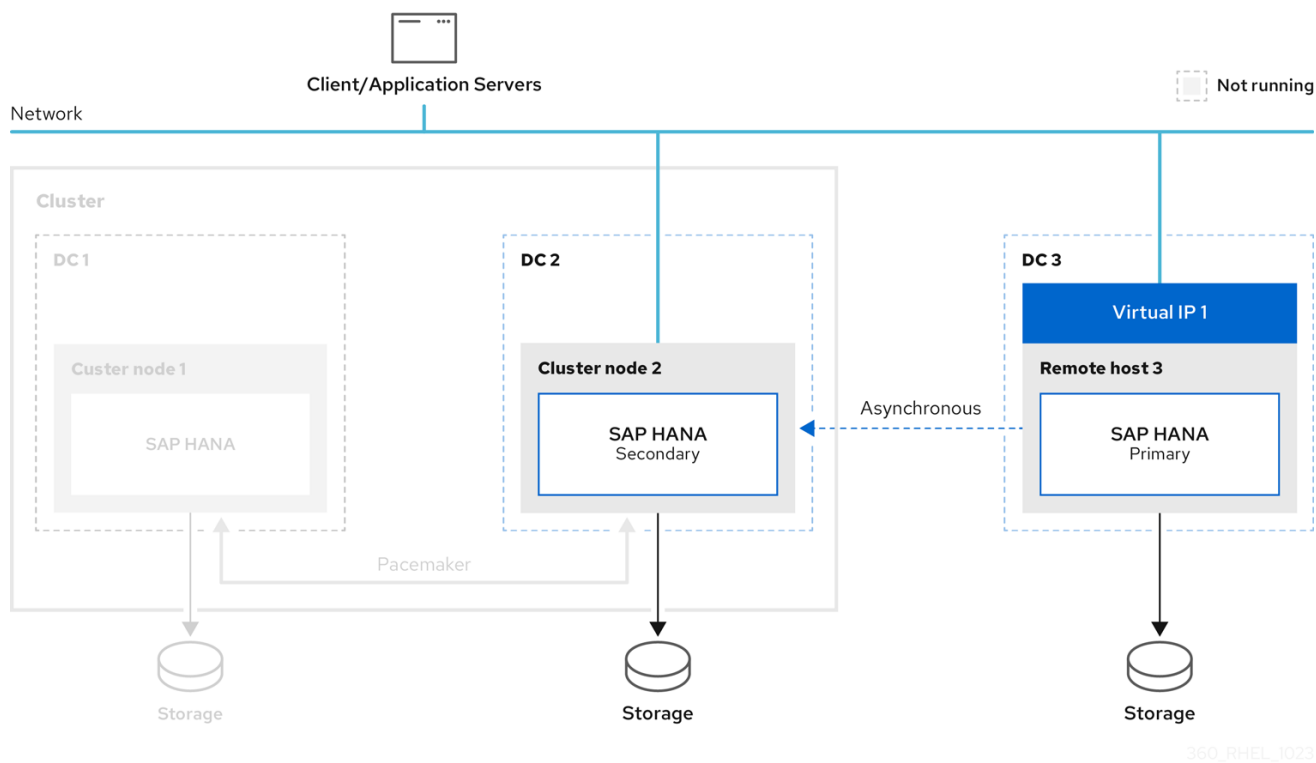 Client/Application Servers
Not running
Network
Cluster
DC 1
DC 2
DC 3
Virtual IP 1
Custer node 1
Cluster node 2
Remote host 3
SAP HANA
SAP HANA
Secondary
Asynchronous
SAP HANA
Primary
Pacemaker
Storage
Storage
Storage
360_RHEL_1023